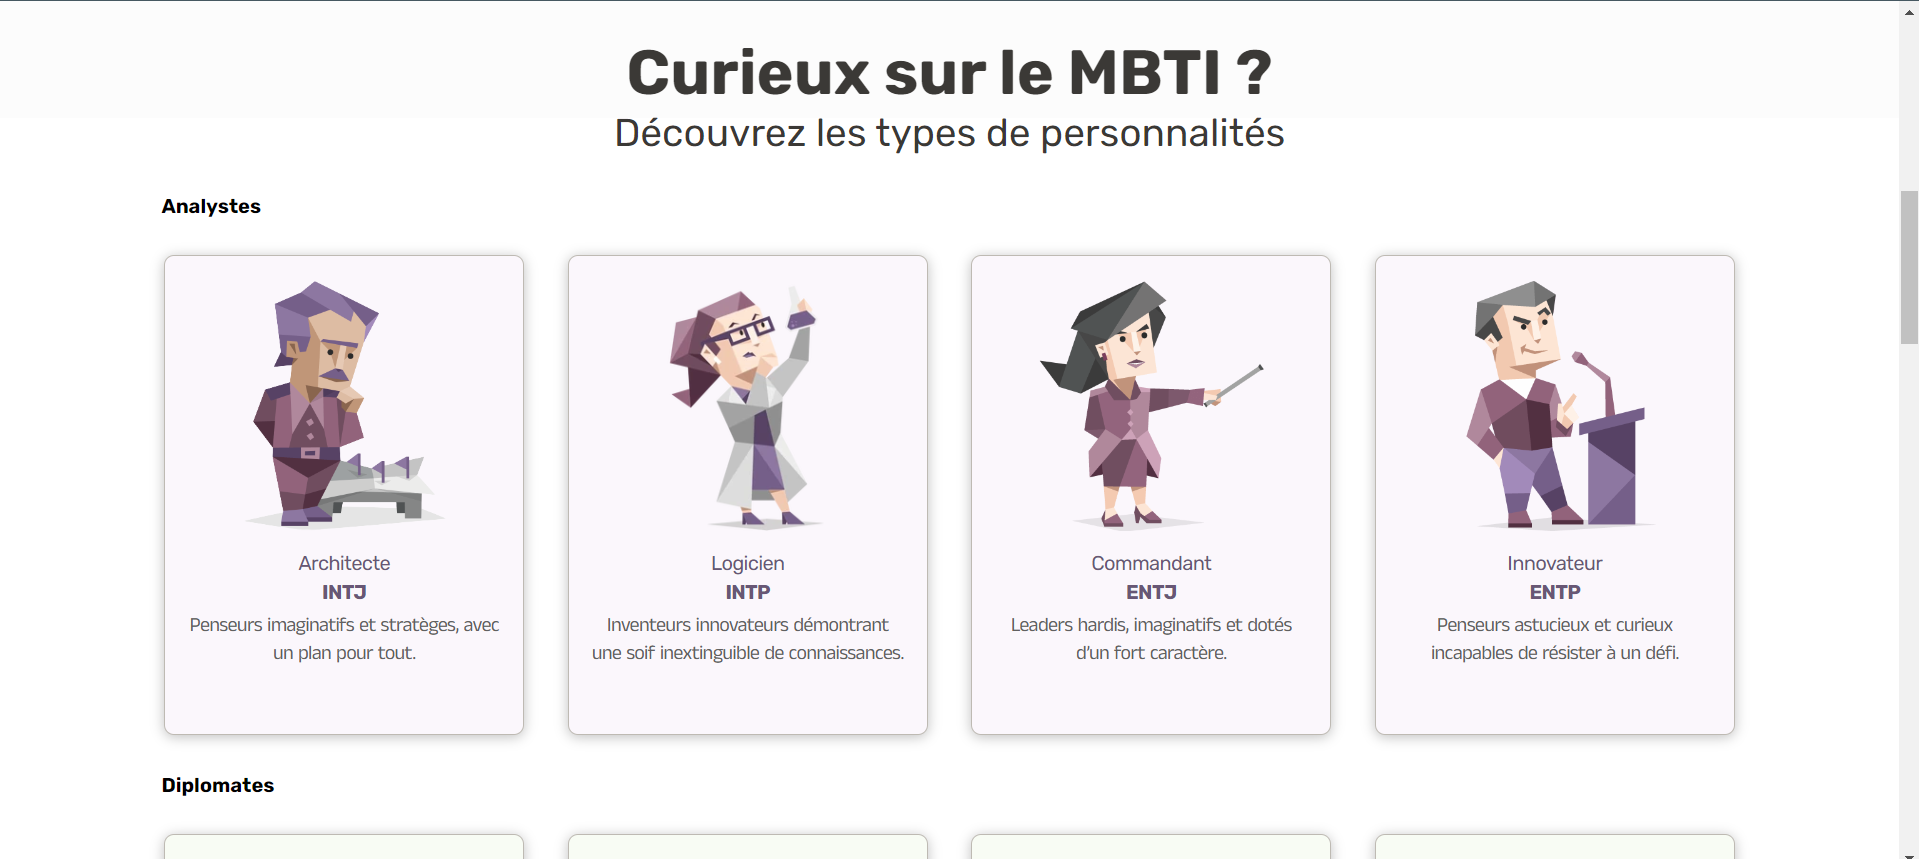 Curieux sur le MBTI ?
Découvrez les types de personnalités
Analystes
Architecte
INTJ
Penseurs imaginatifs et stratèges, avec
un plan pour tout.
Logicien
INTP
Inventeurs innovateurs démontrant
une soif inextinguible de connaissances.
Commandant
ENTJ
Leaders hardis, imaginatifs et dotés
d’un fort caractère.
Innovateur
ENTP
Penseurs astucieux et curieux
incapables de résister à un défi.
Diplomates